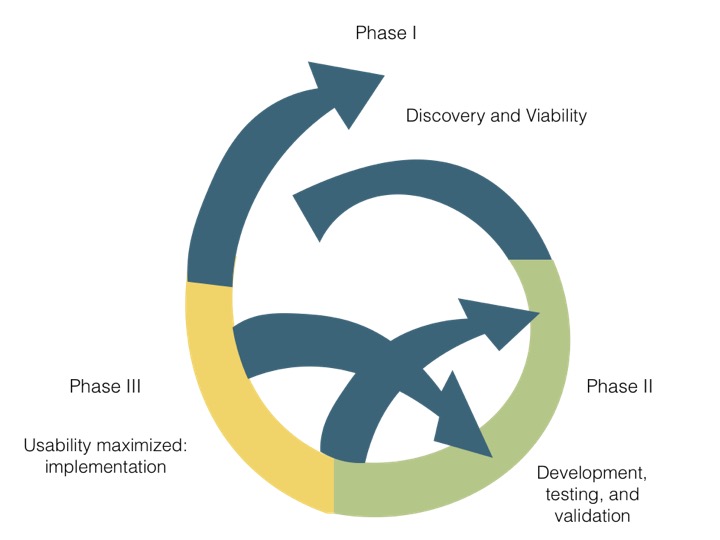 Phase I
Discovery and Viability
Phase III
Phase II
Usability maximized:
implementation
Development,
testing, and
validation